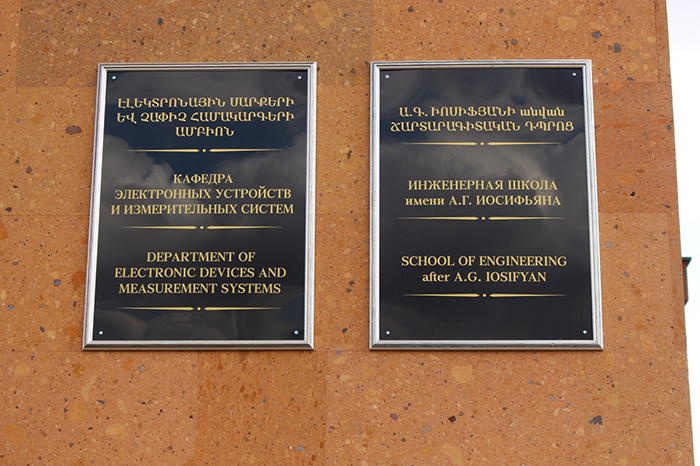 ԷԼԵԿՏՐՈՆԱՅԻՆ ՍԱՐՔԵՐԻ
ԵՎ ՉԱՓԻՉ ՀԱՄԱԿԱՐԳԵՐԻ
ԱՄԲԻՈՆ
КАФЕДРА
ЭЛЕКТРОННЫХ УСТРОЙСТВ
И ИЗМЕРИТЕЛЬНЫХ СИСТЕМ
DEPARTMENT OF
ELECTRONIC DEVICES AND
MEASUREMENT SYSTEMS
Ա.Գ. ԻՈՍԻՖՅԱՆԻ անվան
ՃԱՐՏԱՐԱԳԻՏԱԿԱՆ ԴՊՐՈՑ
ИНЖЕНЕРНАЯ ШКОЛА
имени А.Г. ИОСИФЬЯНА
SCHOOL OF ENGINEERING
after A.G. IOSIFYAN